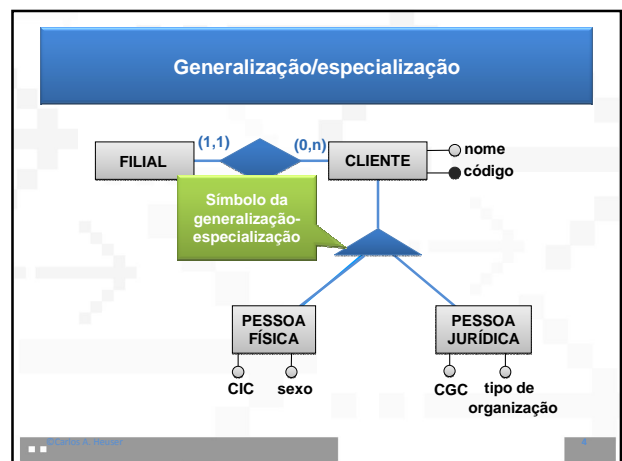 Generalização/especialização
(1,1)
(0,n)
FILIAL
CLIENTE
nome
código
Símbolo da
generalização-
especialização
PESSOA
FÍSICA
PESSOA
JURÍDICA
CIC
sexo
CGC
tipo de
organização
©Carlos A. Heuser
4